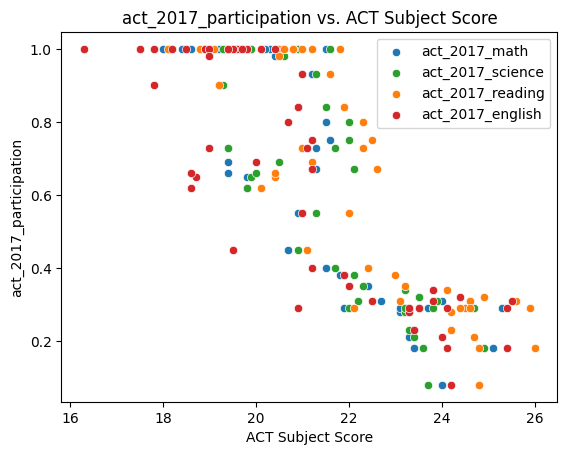 act_2017_participation vs. ACT Subject Score
act_2017_math
act_2017_science
act_2017_reading
act_2017_english
act_2017_participation
1.0
0.8
0.6
0.4
0.2
16
18
20
22
24
26
ACT Subject Score